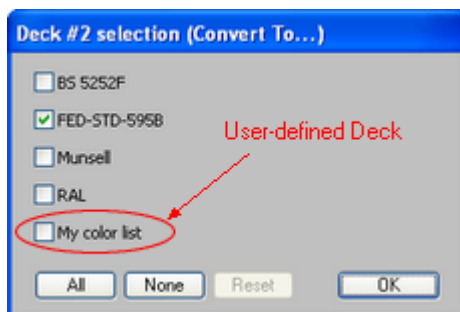 Deck #2 selection (Convert To...)
BS 5252F
FED-STD-595B
User-defined Deck
Munsell
RAL
My color list
All None Reset OK